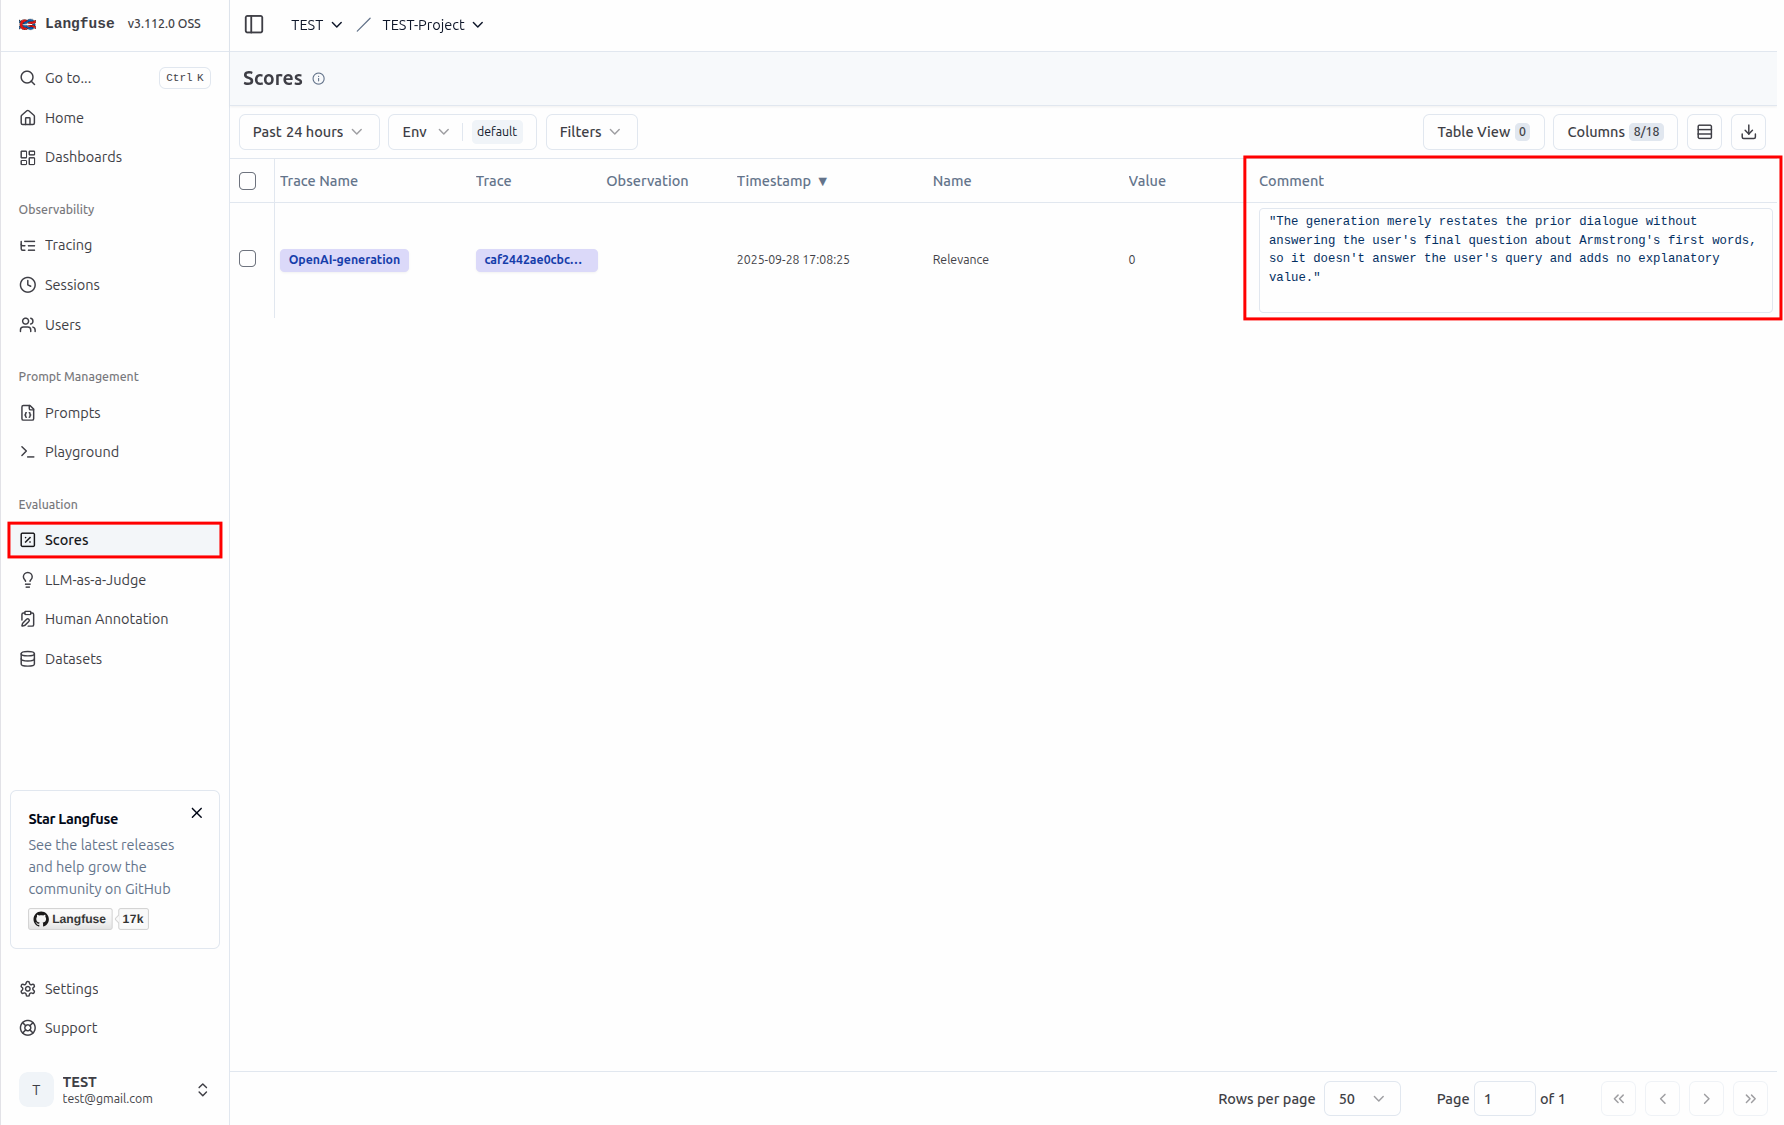 Langfuse v3.112.0 OSS
Go to... Ctrl K
Home
Dashboards
Observability
Tracing
Sessions
Users
Prompt Management
Prompts
Playground
Evaluation
Scores
LLM-as-a-Judge
Human Annotation
Datasets
Star Langfuse
See the latest releases
and help grow the
community on GitHub
Langfuse 17k
Settings
Support
T
TEST
test@gmail.com
TEST / TEST-Project
Scores
Past 24 hours Env default Filters Table View 0 Columns 8/18
Trace Name Trace Observation Timestamp ▼ Name Value Comment
OpenAI-generation caf2442ae0cbc... 2025-09-28 17:08:25 Relevance 0
"The generation merely restates the prior dialogue without
answering the user's final question about Armstrong's first words,
so it doesn't answer the user's query and adds no explanatory
value."
Rows per page 50 Page 1 of 1